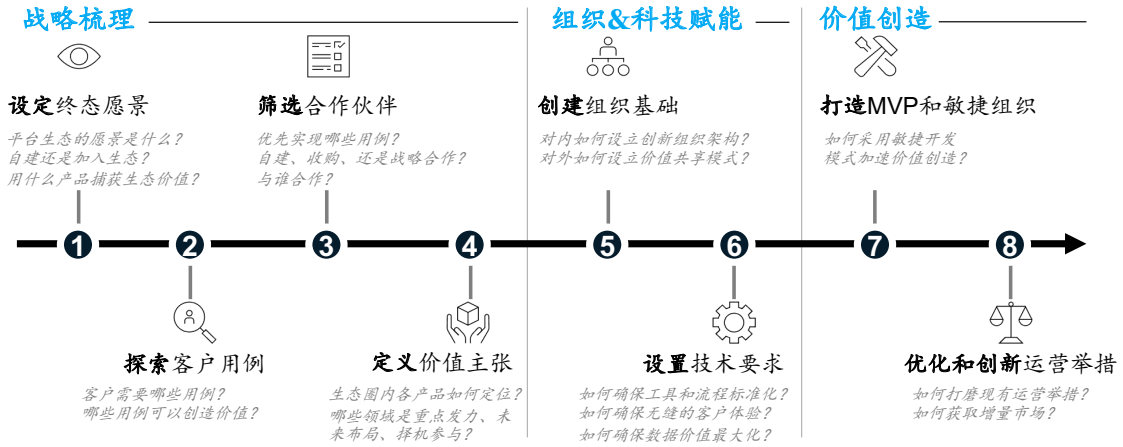 战略梳理
组织&科技赋能
价值创造
设定终态愿景
平台生态的愿景是什么？
自建还是加入生态？
用什么产品捕获生态价值？
筛选合作伙伴
优先实现哪些用例？
自建、收购、还是战略合作？
与谁合作？
创建组织基础
对内如何设立创新组织架构？
对外如何设立价值共享模式？
打造MVP和敏捷组织
如何采用敏捷开发
模式加速价值创造？
1
2
3
4
5
6
7
8
探索客户用例
客户需要哪些用例？
哪些用例可以创造价值？
定义价值主张
生态圈内各产品如何定位？
哪些领域是重点发力、未
来布局、择机参与？
设置技术要求
如何确保工具和流程标准化？
如何确保无缝的客户体验？
如何确保数据价值最大化？
优化和创新运营举措
如何打磨现有运营举措？
如何获取增量市场？